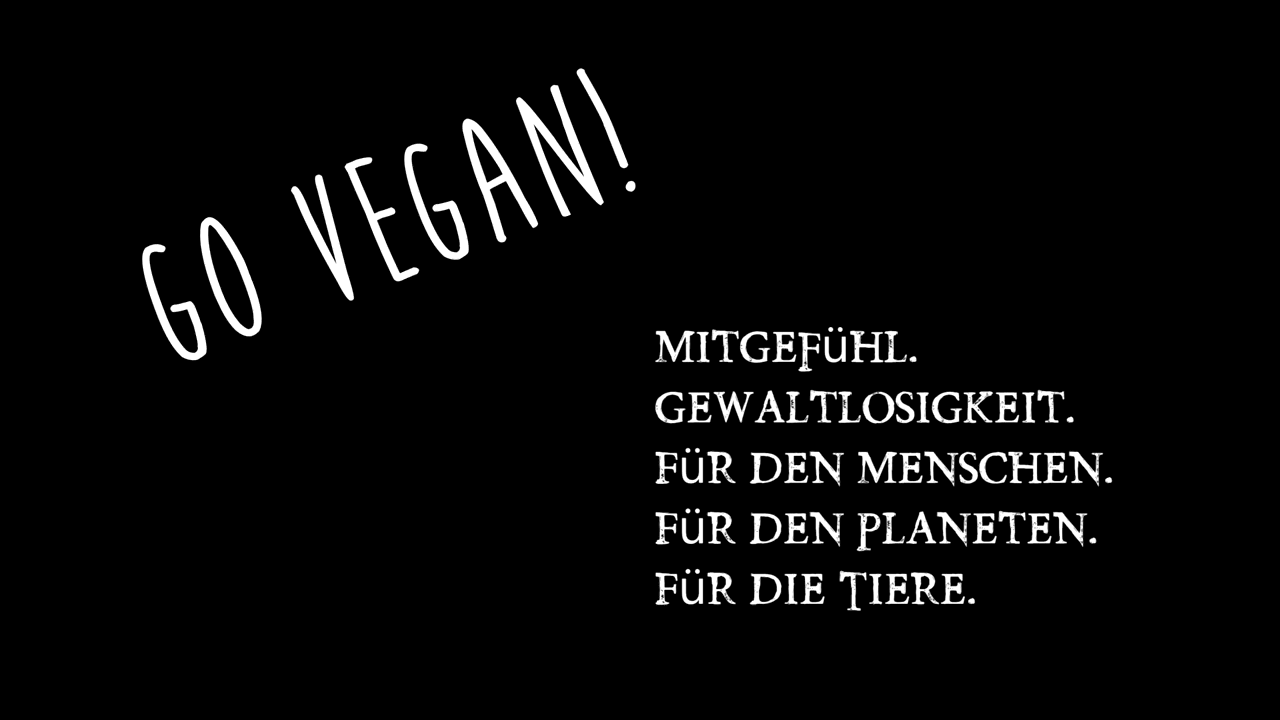 GO VEGAN!
MITGEFÜHL.
GEWALTLOSIGKEIT.
FÜR DEN MENSCHEN.
FÜR DEN PLANETEN.
FÜR DIE TIERE.